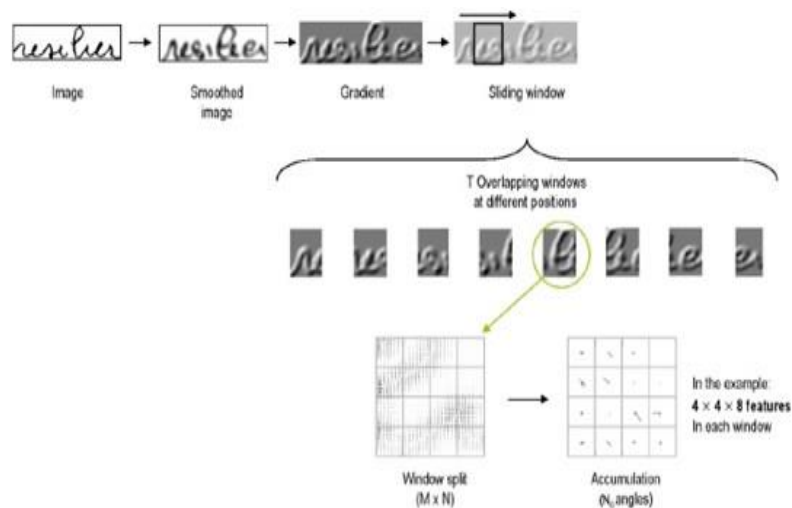 resilier
Image
Smoothed
image
Gradient
Sliding window
T Overlapping windows
at different positions
In the example:
4 × 4 × 8 features
In each window
Window split
(M x N)
Accumulation
angles)